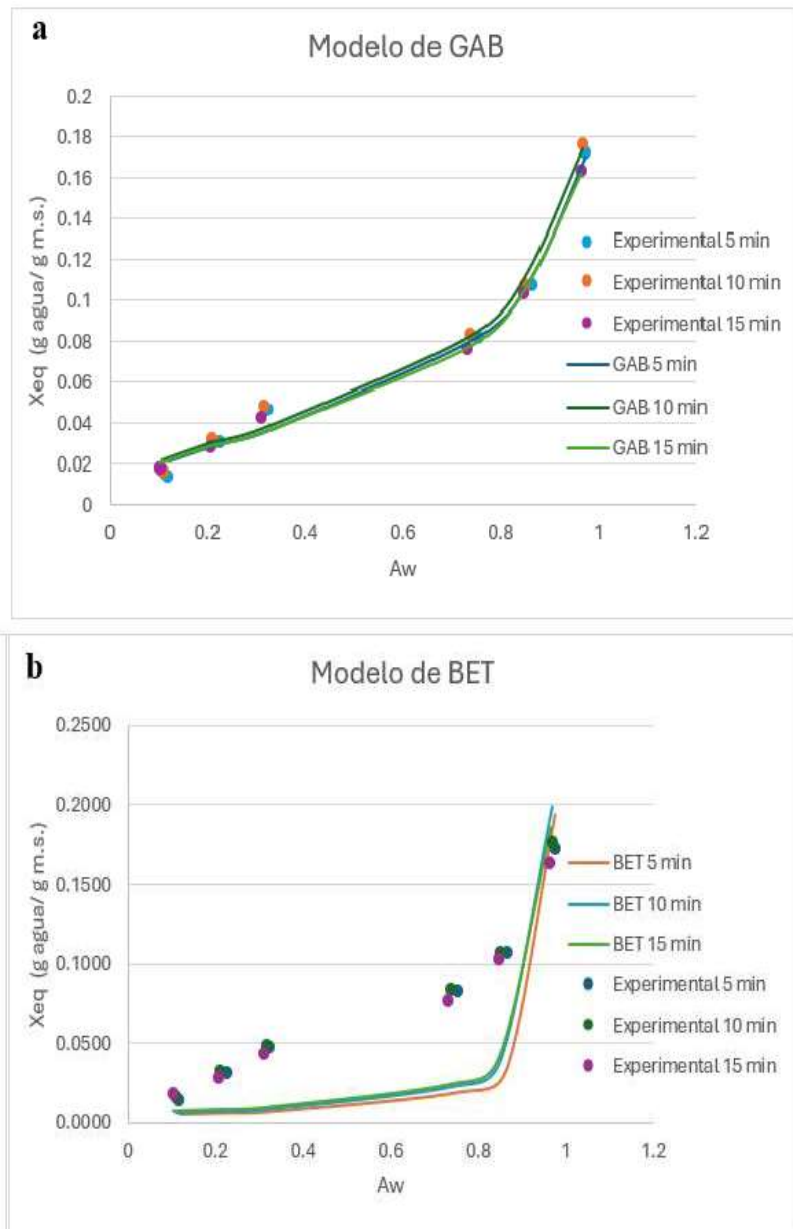 a
Modelo de GAB
0.2
0.18
0.16
0.14
0.12
0.1
0.08
0.06
0.04
0.02
0
Xeq (g agua/ g m.s.)
0 0.2 0.4 0.6 0.8 1 1.2
Aw
Experimental 5 min
Experimental 10 min
Experimental 15 min
GAB 5 min
GAB 10 min
GAB 15 min
b
Modelo de BET
0.2500
0.2000
0.1500
0.1000
0.0500
0.0000
Xeq (g agua/ g m.s.)
0 0.2 0.4 0.6 0.8 1 1.2
Aw
BET 5 min
BET 10 min
BET 15 min
Experimental 5 min
Experimental 10 min
Experimental 15 min